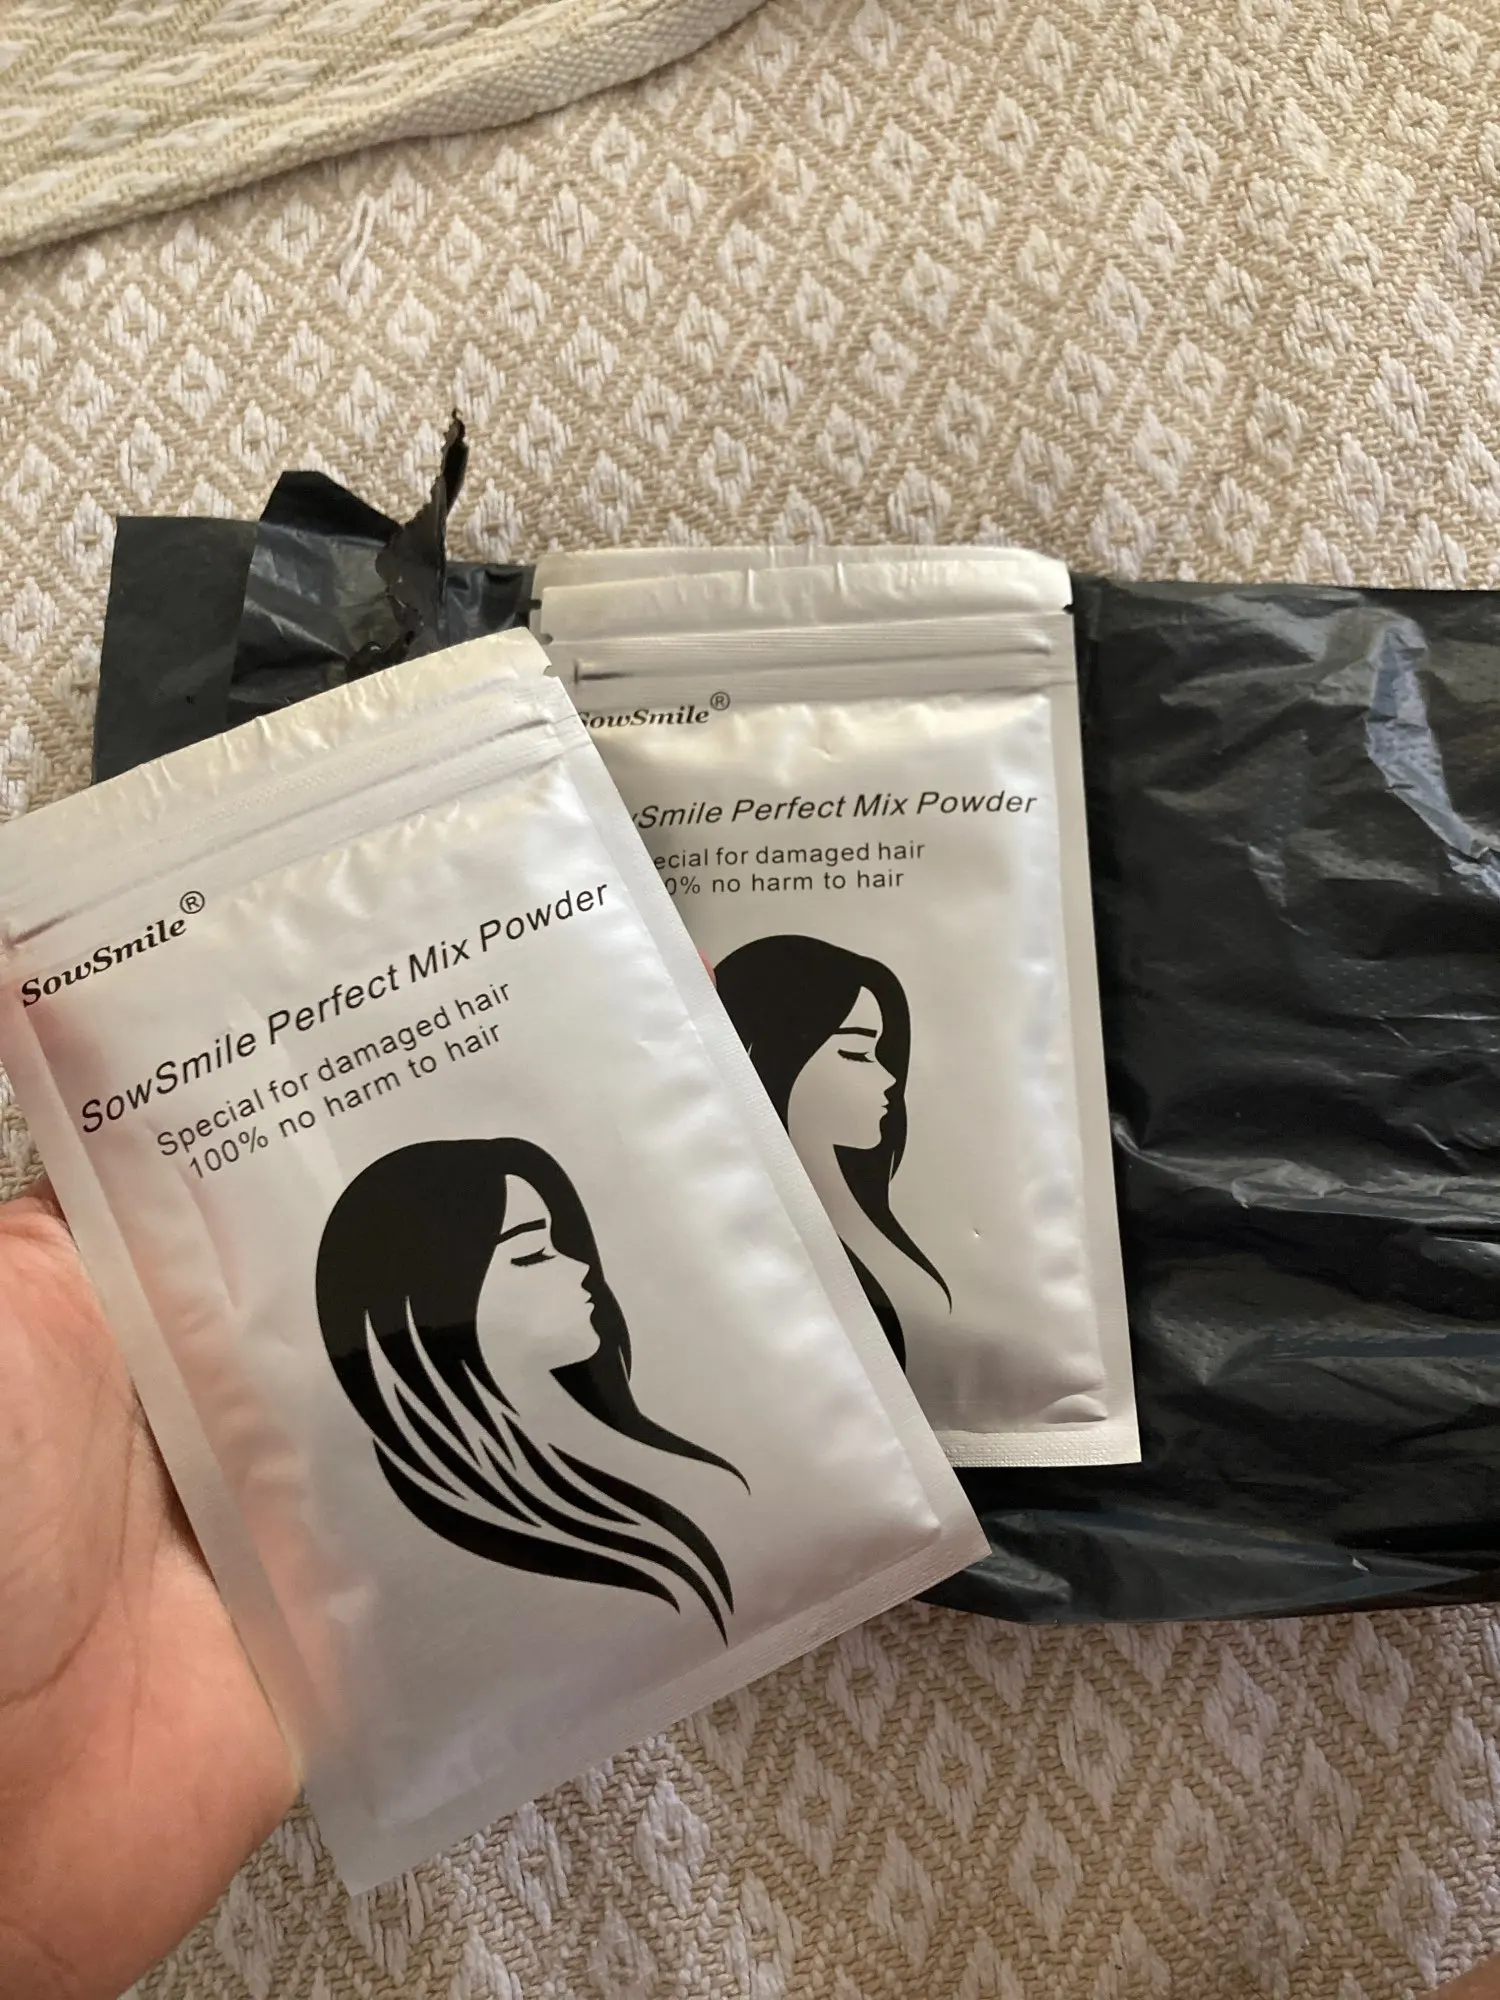 SowSmile®
SowSmile Perfect Mix Powder
Special for damaged hair
100% no harm to hair
SowSmile®
Smile Perfect Mix Powder
ecial for damaged hair
0% no harm to hair